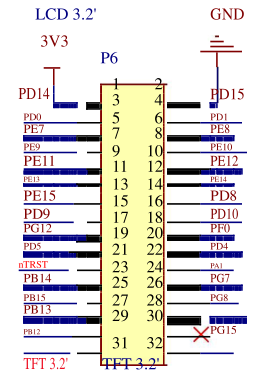 LCD 3.2' GND
3V3
P6
1 2
PD14 3 4 PD15
PD0 5 6 PD1
PE7 7 8 PE8
PE9 9 10 PE10
PE11 11 12 PE12
PE13 13 14 PE14
PE15 15 16 PD8
PD9 17 18 PD10
PG12 19 20 PF0
PD5 21 22 PD4
nTRST 23 24 PA1
PB14 25 26 PG7
PB15 27 28 PG8
PB13 29 30
PB12 PG15
31 32
TFT 3.2' TFT 3.2'